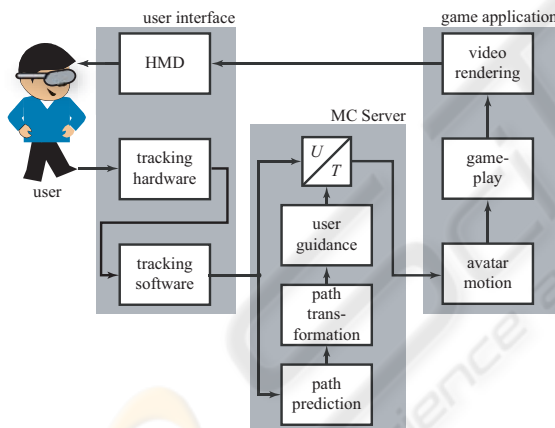 user interface
game application
HMD
video
rendering
MC Server
U
T
tracking
hardware
game-
play
user
user
guidance
tracking
software
avatar
motion
path
trans-
formation
path
prediction